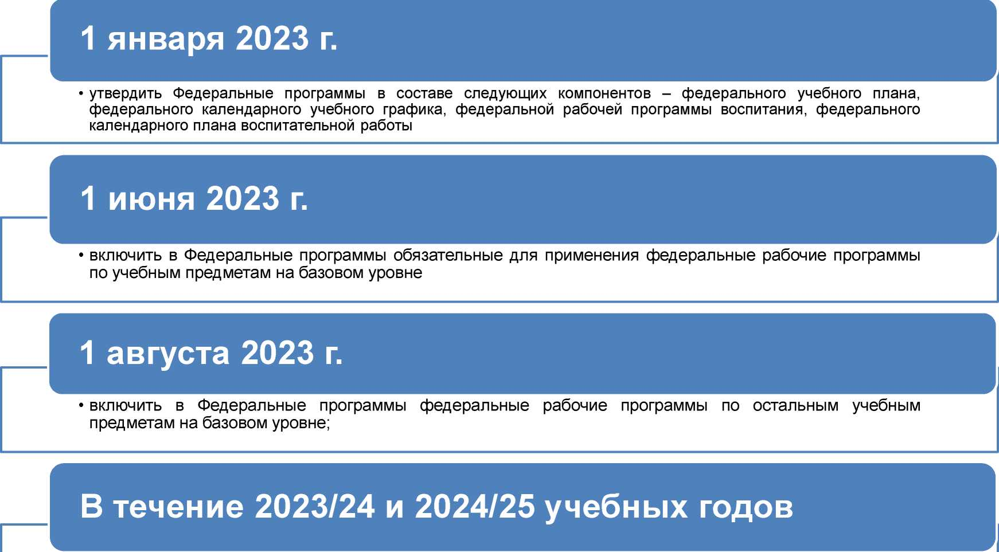 1 января 2023 г.
• утвердить Федеральные программы в составе следующих компонентов – федерального учебного плана,
федерального календарного учебного графика, федеральной рабочей программы воспитания, федерального
календарного плана воспитательной работы
1 июня 2023 г.
• включить в Федеральные программы обязательные для применения федеральные рабочие программы
по учебным предметам на базовом уровне
1 августа 2023 г.
• включить в Федеральные программы федеральные рабочие программы по остальным учебным
предметам на базовом уровне;
В течение 2023/24 и 2024/25 учебных годов